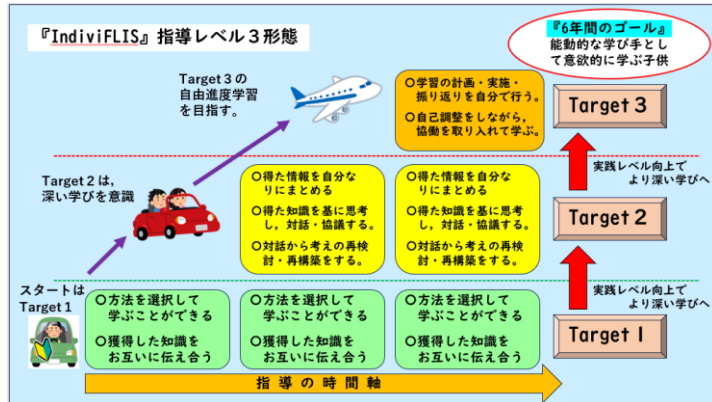 『IndiviFLIS』指導レベル3形態
『6年間のゴール』
能動的な学び手とし
て意欲的に学ぶ子供
Target3の
自由進度学習
を目指す。
〇学習の計画・実施・
振り返りを自分で行う。
〇自己調整をしながら,
協働を取り入れて学ぶ。
Target 3
実践レベル向上で
より深い学びへ
Target2は,
深い学びを意識
〇得た情報を自分な
りにまとめる
〇得た知識を基に思考
し,対話・協議する。
〇対話から考えの再検
討・再構築をする。
〇得た情報を自分な
りにまとめる
〇得た知識を基に思考
し,対話・協議する。
〇対話から考えの再検
討・再構築をする。
Target 2
実践レベル向上で
より深い学びへ
スタートは
Target1
〇方法を選択して
学ぶことができる
〇獲得した知識を
お互いに伝え合う
〇方法を選択して
学ぶことができる
〇獲得した知識を
お互いに伝え合う
〇方法を選択して
学ぶことができる
〇獲得した知識を
お互いに伝え合う
Target 1
指導の時間軸